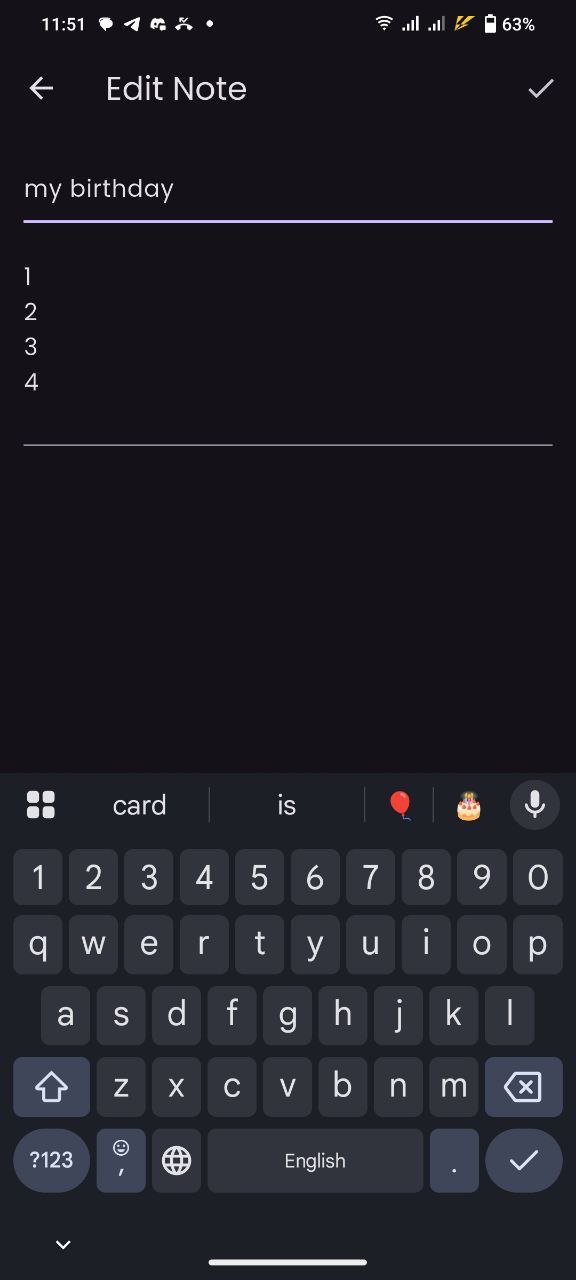 11:51 63%
Edit Note
my birthday
1
2
3
4
card is
1 2 3 4 5 6 7 8 9 0
q w e r t y u i o p
a s d f g h j k l
z x c v b n m
?123 , English .